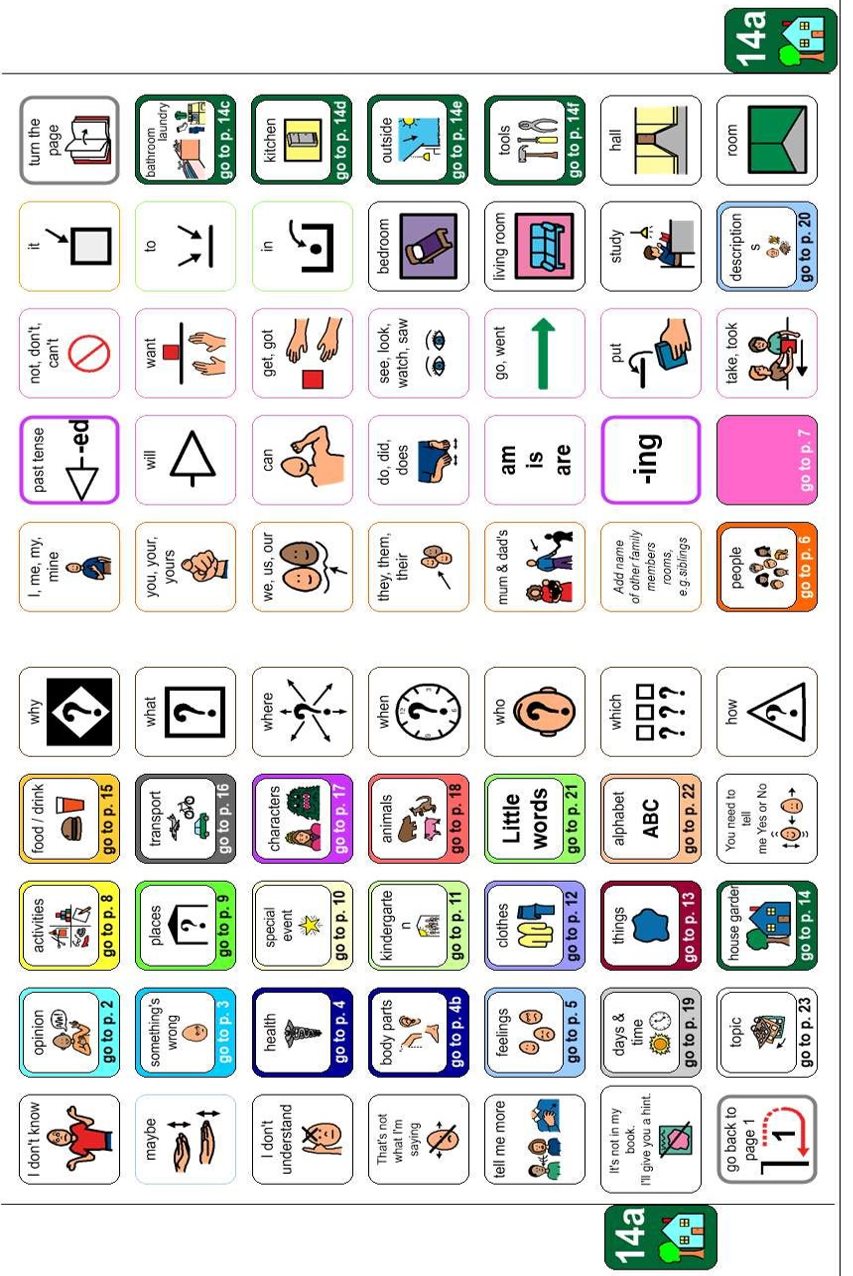 I don't know
opinion
go to p. 2
activities
go to p. 8
food / drink
go to p. 15
why
I, me, my,
mine
past tense
-ed
not, don't,
can't
it
turn the
page
maybe
something's
wrong
go to p. 3
places
go to p. 9
transport
go to p. 16
what
you, your,
yours
will
want
to
bathroom
laundry
go to p. 14c
I don't
understand
health
go to p. 4
special
event
go to p. 10
characters
go to p. 17
where
we, us, our
can
get, got
in
kitchen
go to p. 14d
That's not
what I'm
saying
body parts
go to p. 4b
kindergarte
n
go to p. 11
animals
go to p. 18
when
they, them,
their
do, did,
does
see, look,
watch, saw
bedroom
outside
go to p. 14e
tell me more
feelings
go to p. 5
clothes
go to p. 12
Little
words
go to p. 21
who
mum & dad's
am
is
are
go, went
living room
tools
go to p. 14f
It's not in my
book.
I'll give you a hint.
days &
time
go to p. 19
things
go to p. 13
alphabet
ABC
go to p. 22
which
Add name
of other family
members
rooms,
e.g siblings
-ing
put
study
hall
14a
go back to
page 1
1
topic
go to p. 23
house garden
go to p. 14
You need to
tell
me Yes or No
how
people
go to p. 6
go to p. 7
take, took
description
s
go to p. 20
room
14a